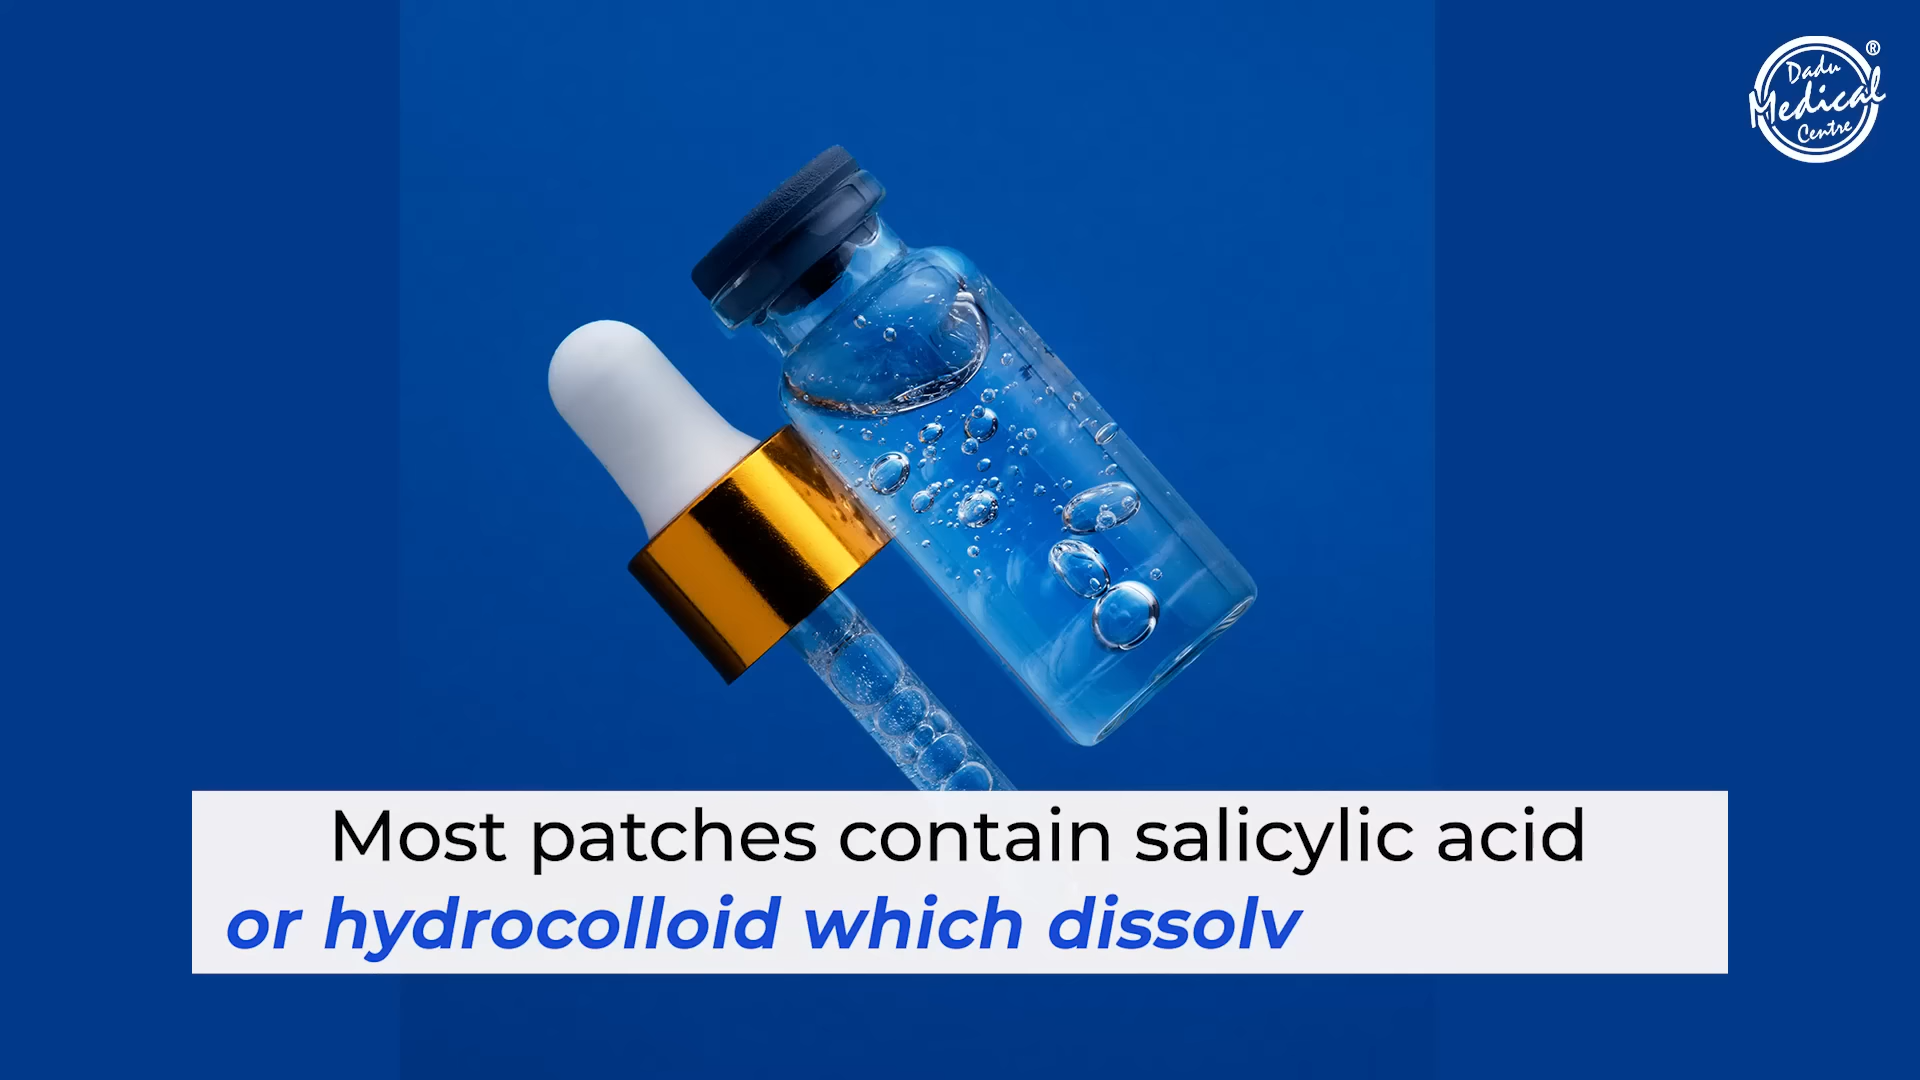 Dadu
Medical
Centre
®
Most patches contain salicylic acid
or hydrocolloid which dissolv